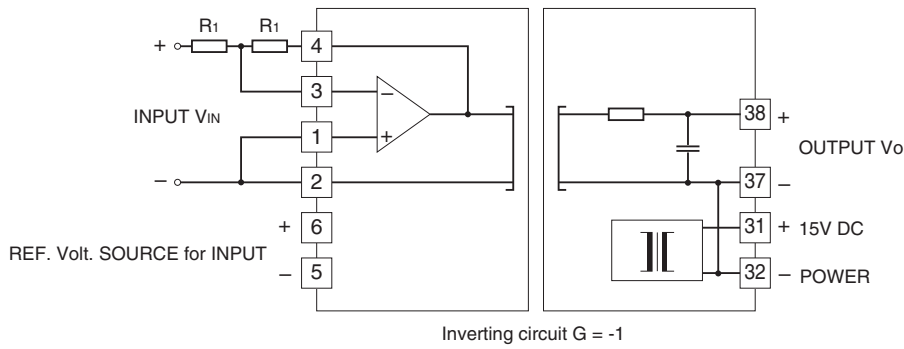 R1 R1
+ 4
3 −
INPUT VIN
38 +
1 +
OUTPUT Vo
− 2
37 −
+ 6
31 + 15V DC
REF. Volt. SOURCE for INPUT
− 5
32 − POWER
Inverting circuit G = -1